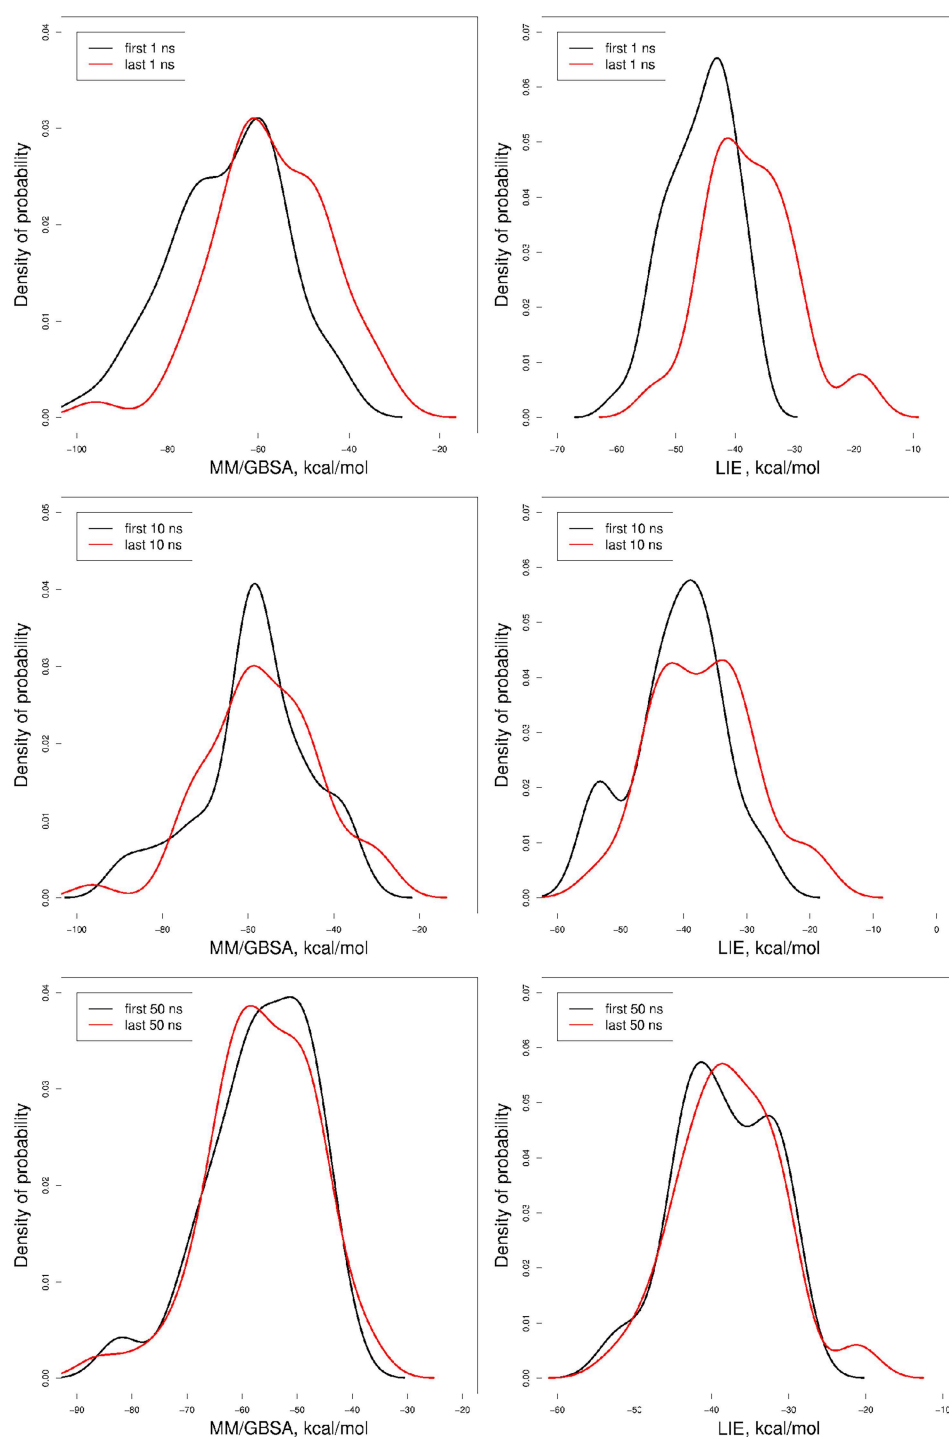 first 1 ns
last 1 ns
Density of probability
0.00 0.01 0.02 0.03 0.04
−100 −80 −60 −40 −20
MM/GBSA, kcal/mol
first 1 ns
last 1 ns
Density of probability
0.00 0.01 0.02 0.03 0.04 0.05 0.06 0.07
−70 −60 −50 −40 −30 −20 −10
LIE, kcal/mol
first 10 ns
last 10 ns
Density of probability
0.00 0.01 0.02 0.03 0.04 0.05
−100 −80 −60 −40 −20
MM/GBSA, kcal/mol
first 10 ns
last 10 ns
Density of probability
0.00 0.01 0.02 0.03 0.04 0.05 0.06 0.07
−60 −50 −40 −30 −20 −10 0
LIE, kcal/mol
first 50 ns
last 50 ns
Density of probability
0.00 0.01 0.02 0.03 0.04
−90 −80 −70 −60 −50 −40 −30 −20
MM/GBSA, kcal/mol
first 50 ns
last 50 ns
Density of probability
0.00 0.01 0.02 0.03 0.04 0.05 0.06 0.07
−60 −50 −40 −30 −20 −10
LIE, kcal/mol